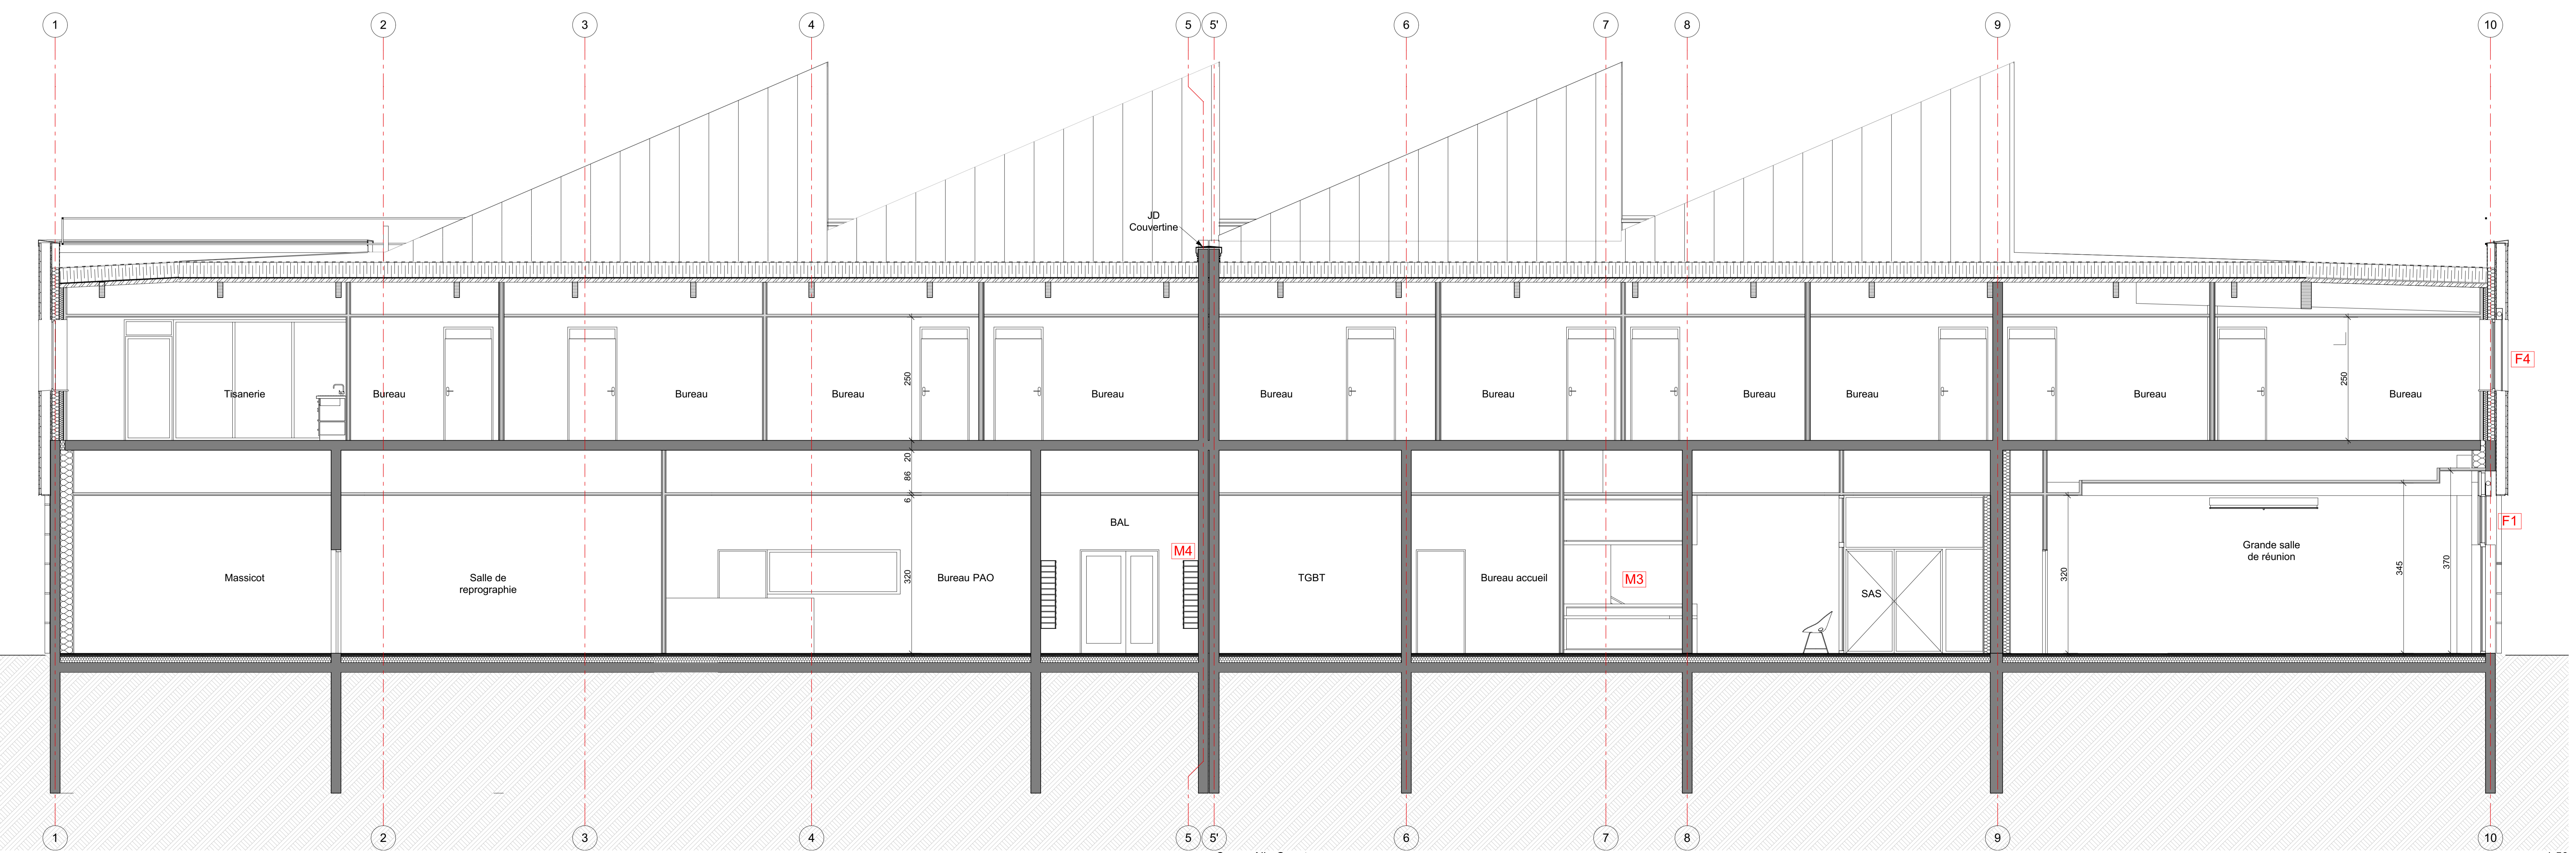 1 2 3 4 5 5' 6 7 8 9 10
JD
Couvertine
F4
250
250
Tisanerie Bureau Bureau Bureau Bureau Bureau Bureau Bureau Bureau Bureau Bureau
20
86
6
BAL
M4
F1
Grande salle
de réunion
370
345
320
320
Massicot
Salle de
reprographie
Bureau PAO
TGBT
Bureau accueil
M3
SAS
1 2 3 4 5 5' 6 7 8 9 10